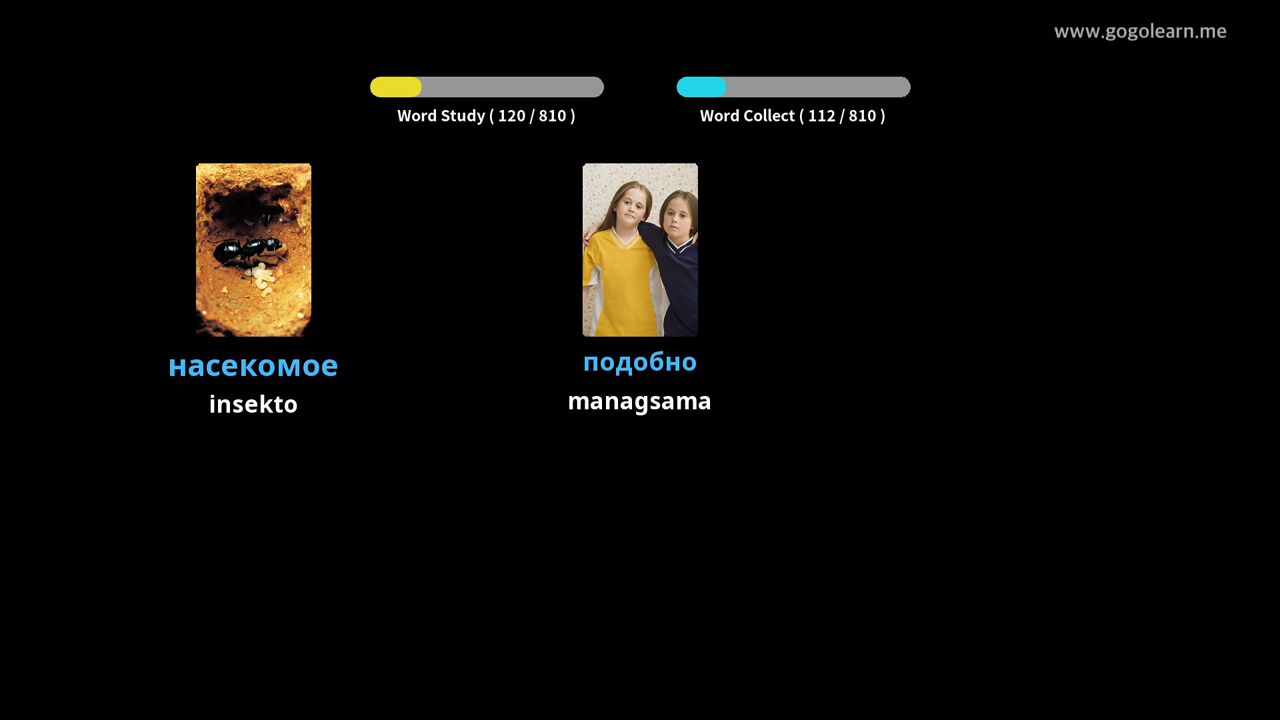 www.gogolearn.me
Word Study ( 120 / 810 )
Word Collect ( 112 / 810 )
насекомое
insekto
подобно
managsama